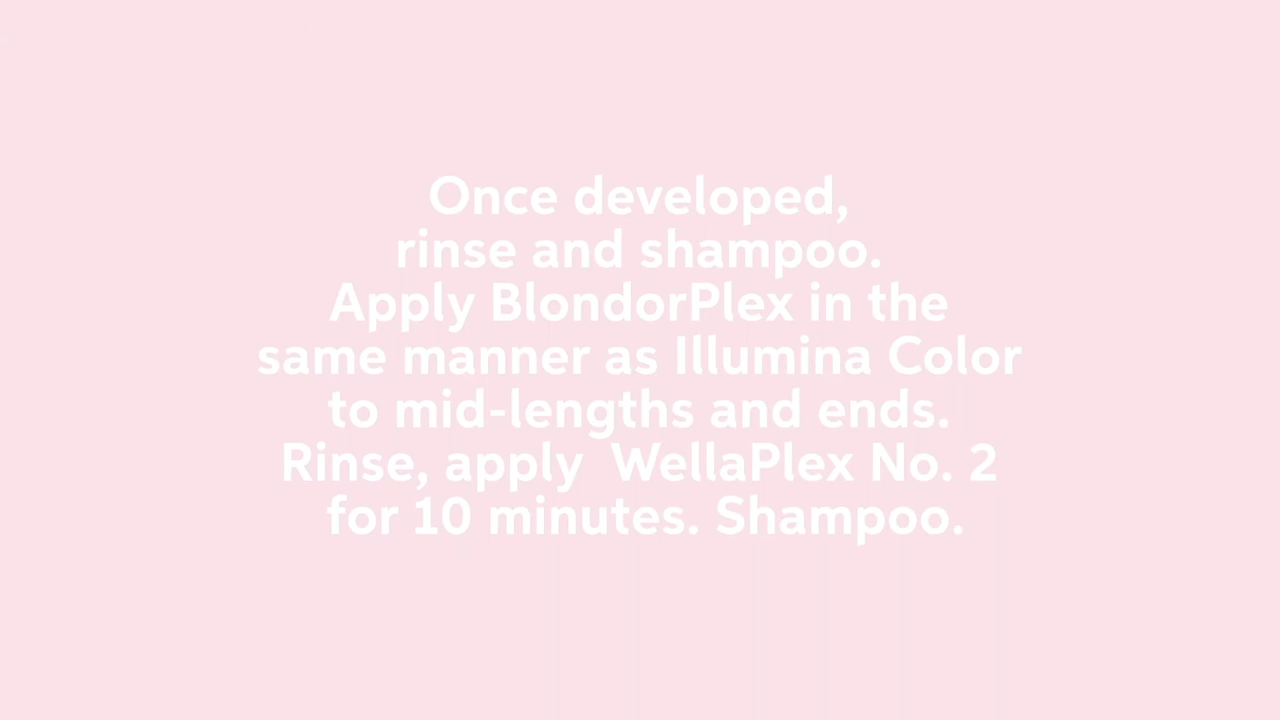 Once developed,
rinse and shampoo.
Apply BlondorPlex in the
same manner as Illumina Color
to mid-lengths and ends.
Rinse, apply  WellaPlex No. 2
for 10 minutes. Shampoo.